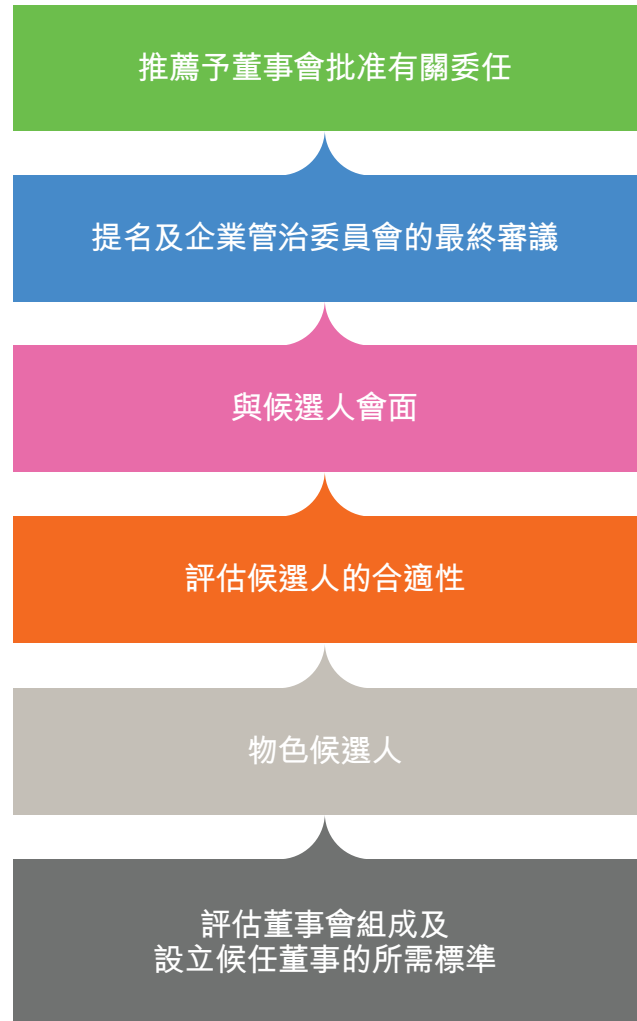 推薦予董事會批准有關委任
提名及企業管治委員會的最終審議
與候選人會面
評估候選人的合適性
物色候選人
評估董事會組成及
設立候任董事的所需標準